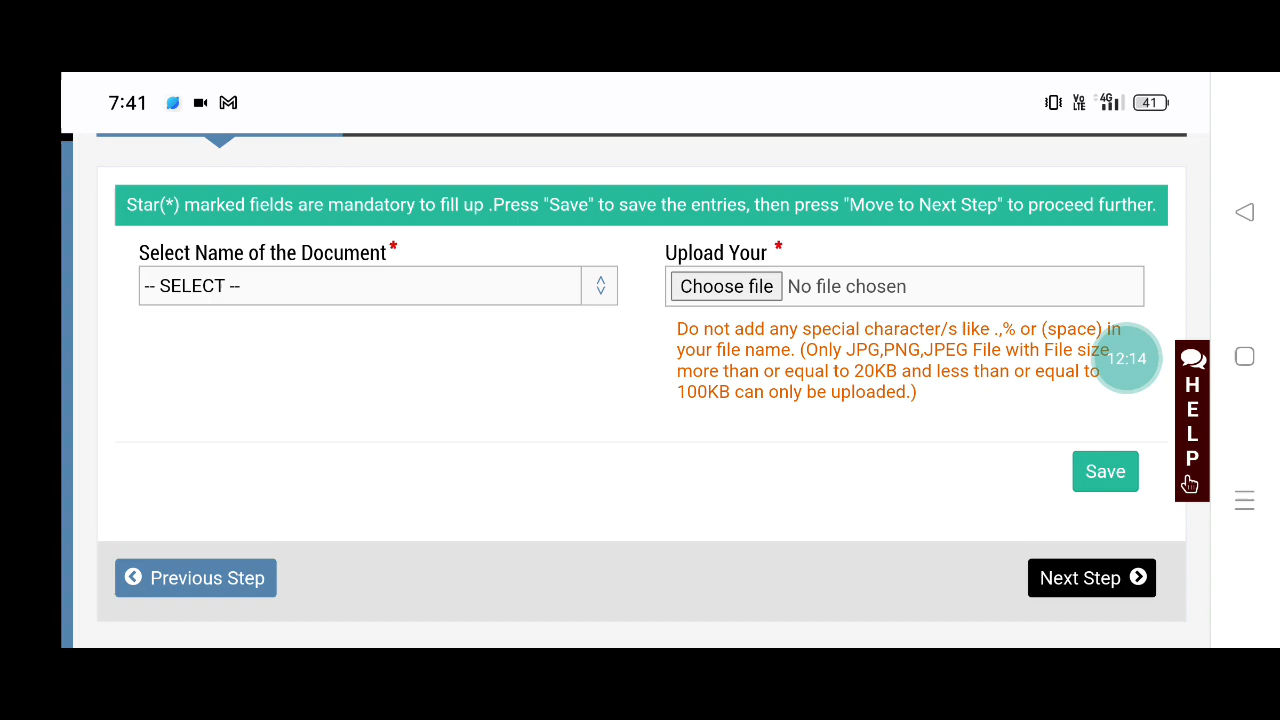 7:41
Vo LTE 4G 41
Star(*) marked fields are mandatory to fill up .Press "Save" to save the entries, then press "Move to Next Step" to proceed further.
Select Name of the Document*
-- SELECT --
Upload Your *
Choose file No file chosen
Do not add any special character/s like .,% or (space) in
your file name. (Only JPG,PNG,JPEG File with File size
more than or equal to 20KB and less than or equal to
100KB can only be uploaded.)
12:14
HELP
Save
Previous Step
Next Step